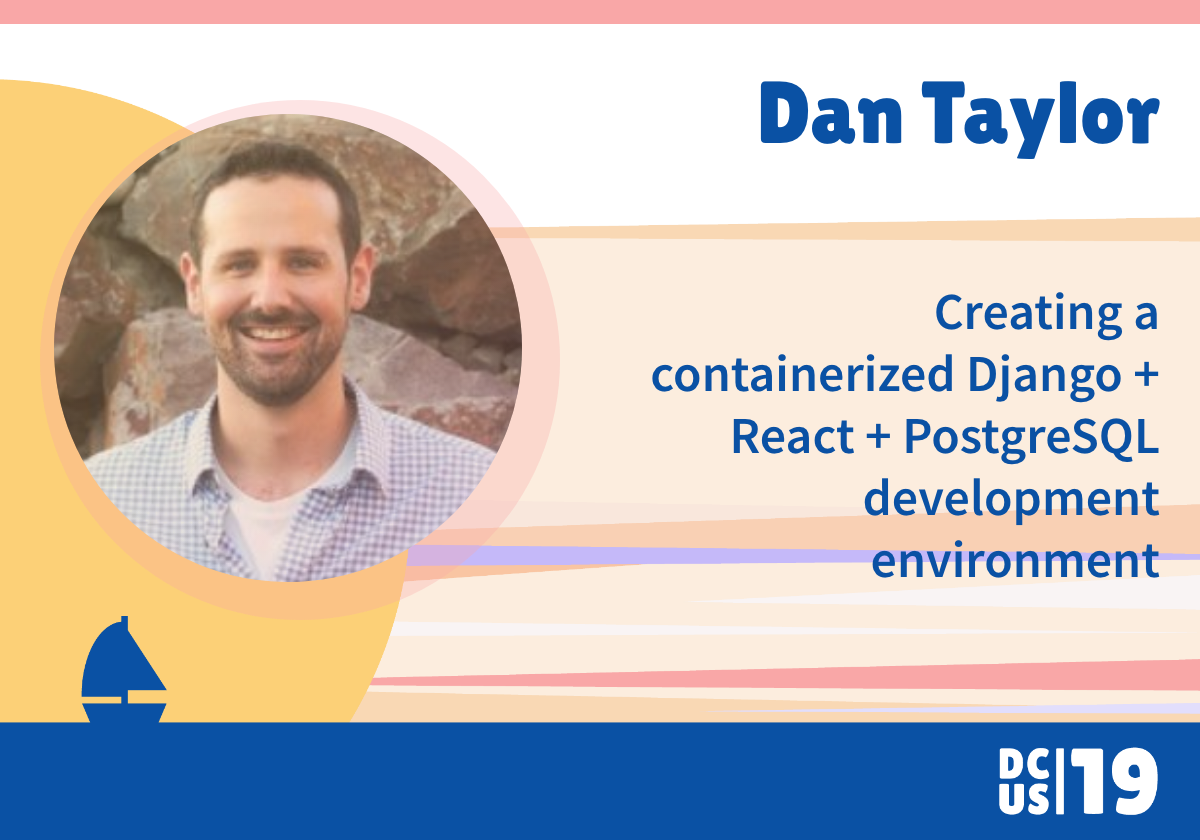 Dan Taylor
Creating a
containerized Django +
React + PostgreSQL
development
environment
DC
US
19